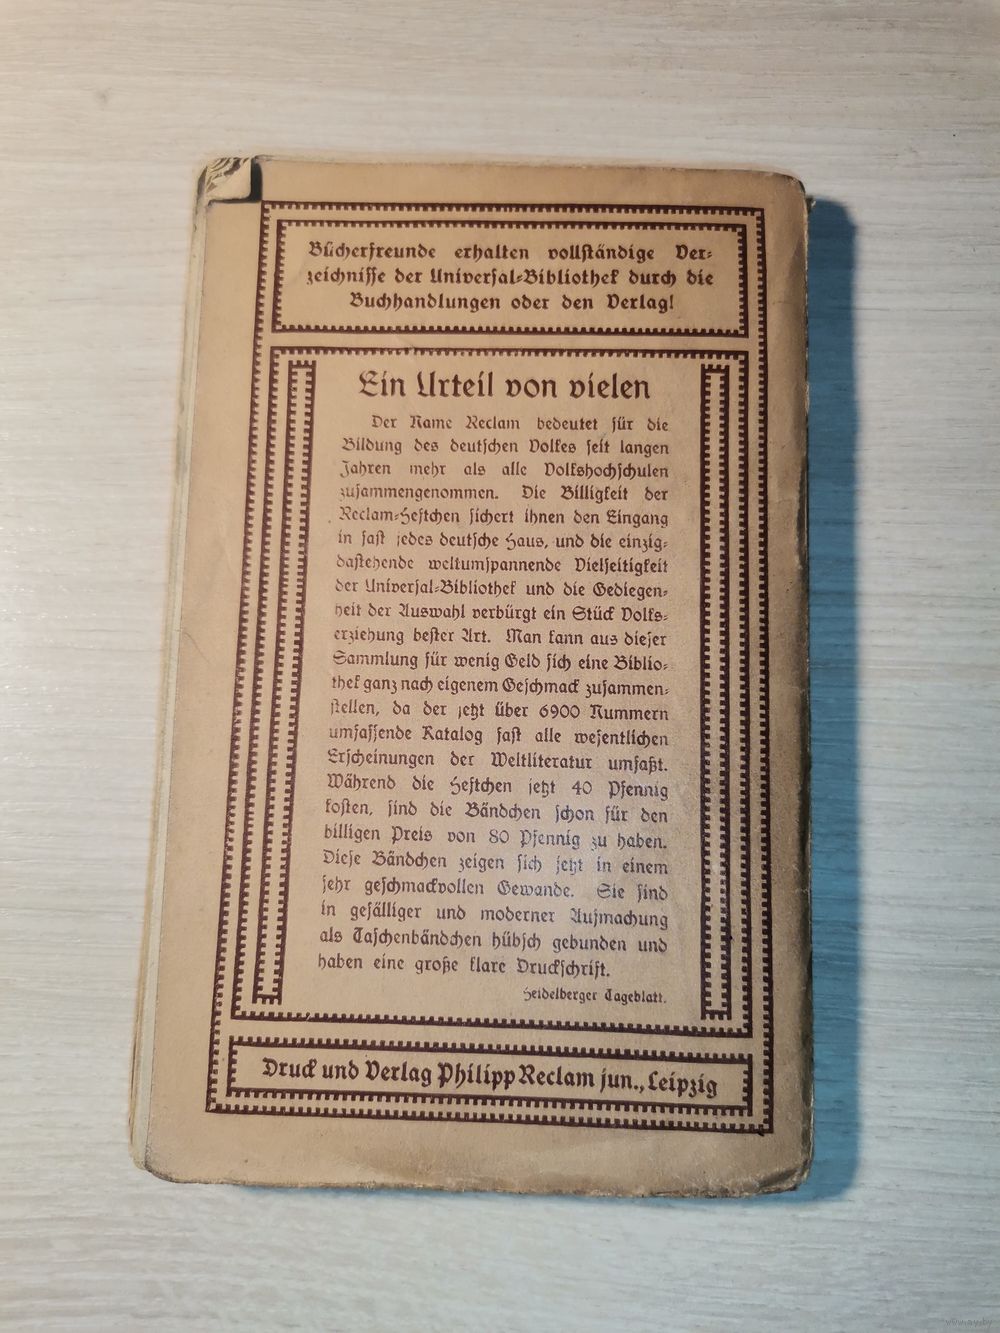 Bücherfreunde erhalten vollständige Ver-
zeichnisse der Universal-Bibliothek durch die
Buchhandlungen oder den Verlag!
Ein Urteil von vielen
Der Name Reclam bedeutet für die
Bildung des deutschen Volkes seit langen
Jahren mehr als alle Volkshochschulen
zusammengenommen. Die Billigkeit der
Reclam-Heftchen sichert ihnen den Eingang
in fast jedes deutsche Haus, und die einzig-
dastehende weltumspannende Vielseitigkeit
der Universal-Bibliothek und die Gediegen-
heit der Auswahl verbürgt ein Stück Volks-
erziehung bester Art. Man kann aus dieser
Sammlung für wenig Geld sich eine Biblio-
thek ganz nach eigenem Geschmack zusammen-
stellen, da der jetzt über 6900 Nummern
umfassende Katalog fast alle wesentlichen
Erscheinungen der Weltliteratur umfaßt.
Während die Heftchen jetzt 40 Pfennig
kosten, sind die Bändchen schon für den
billigen Preis von 80 Pfennig zu haben.
Diese Bändchen zeigen sich jetzt in einem
sehr geschmackvollen Gewande. Sie sind
in gefälliger und moderner Aufmachung
als Taschenbändchen hübsch gebunden und
haben eine große klare Druckschrift.
Heidelberger Tageblatt.
Druck und Verlag Philipp Reclam jun., Leipzig